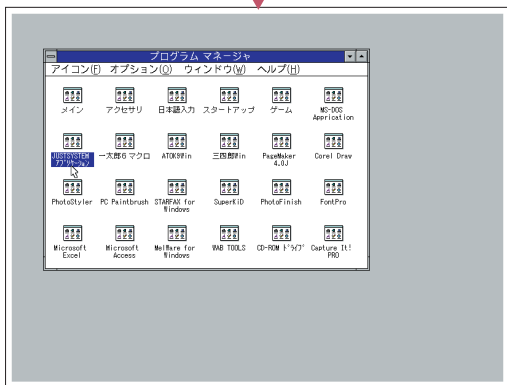 プログラム マネージャ
アイコン(F) オプション(O) ウィンドウ(W) ヘルプ(H)
メイン アクセサリ 日本語入力 スタートアップ ゲーム MS-DOS
Apprication
JUSTSYSTEM 一太郎6 マクロ ATOK9Win 三四郎Win PageMaker Corel Draw
アプリケーション 4.0J
PhotoStyler PC Paintbrush STARFAX for SuperKiD PhotoFinish FontPro
Windows
Microsoft Microsoft MelWare for WAB TOOLS CD-ROM ドライブ Capture It!
Excel Access Windows PRO